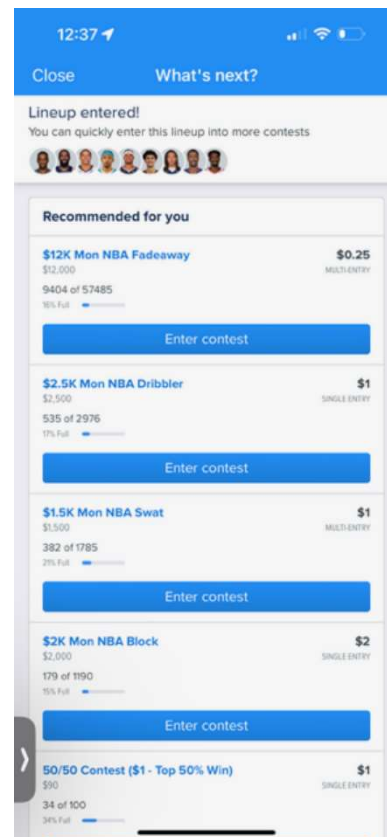 12:37
Close
What's next?
Lineup entered!
You can quickly enter this lineup into more contests
Recommended for you
$12K Mon NBA Fadeaway
$0.25
$12,000
MULTI-ENTRY
9404 of 57485
16% Full
Enter contest
$2.5K Mon NBA Dribbler
$1
$2,500
SINGLE ENTRY
535 of 2976
17% Full
Enter contest
$1.5K Mon NBA Swat
$1
$1,500
MULTI-ENTRY
382 of 1785
21% Full
Enter contest
$2K Mon NBA Block
$2
$2,000
SINGLE ENTRY
179 of 1190
15% Full
Enter contest
50/50 Contest ($1 - Top 50% Win)
$1
$90
SINGLE ENTRY
34 of 100
34% Full